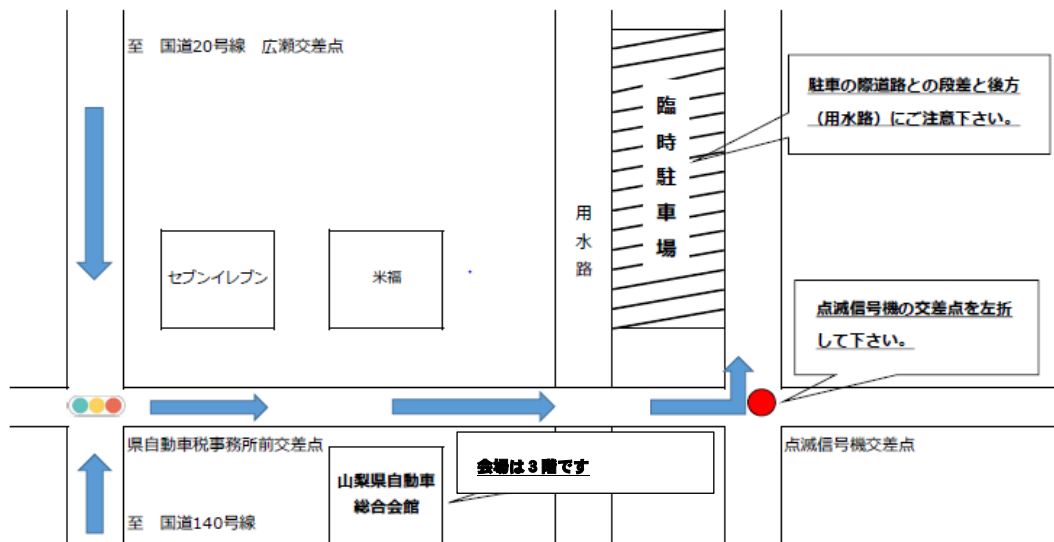 至　国道20号線　広瀬交差点
駐車の際道路との段差と後方
（用水路）にご注意下さい。
臨時駐車場
用水路
セブンイレブン
米福
点滅信号機の交差点を左折
して下さい。
県自動車税事務所前交差点
点滅信号機交差点
会場は３階です
山梨県自動車
総合会館
至　国道140号線